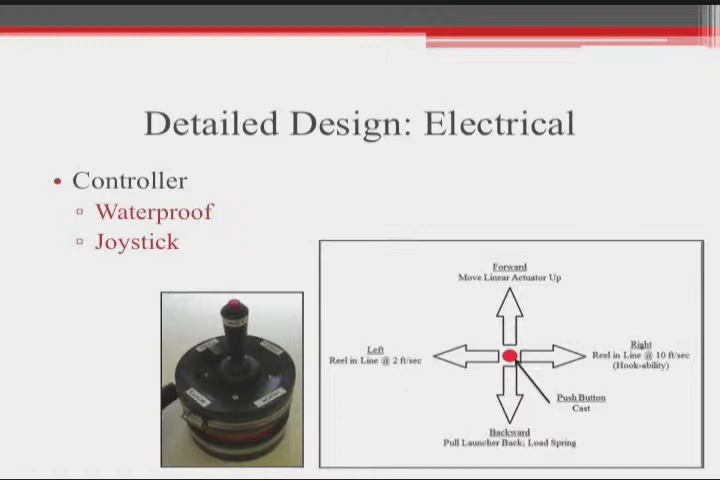 Detailed Design: Electrical
• Controller
▫ Waterproof
▫ Joystick
Forward
Move Linear Actuator Up
Left
Reel in Line @ 2 ft/sec
Right
Reel in Line @ 10 ft/sec
(Hook-ability)
Push Button
Cast
Backward
Pull Launcher Back; Load Spring